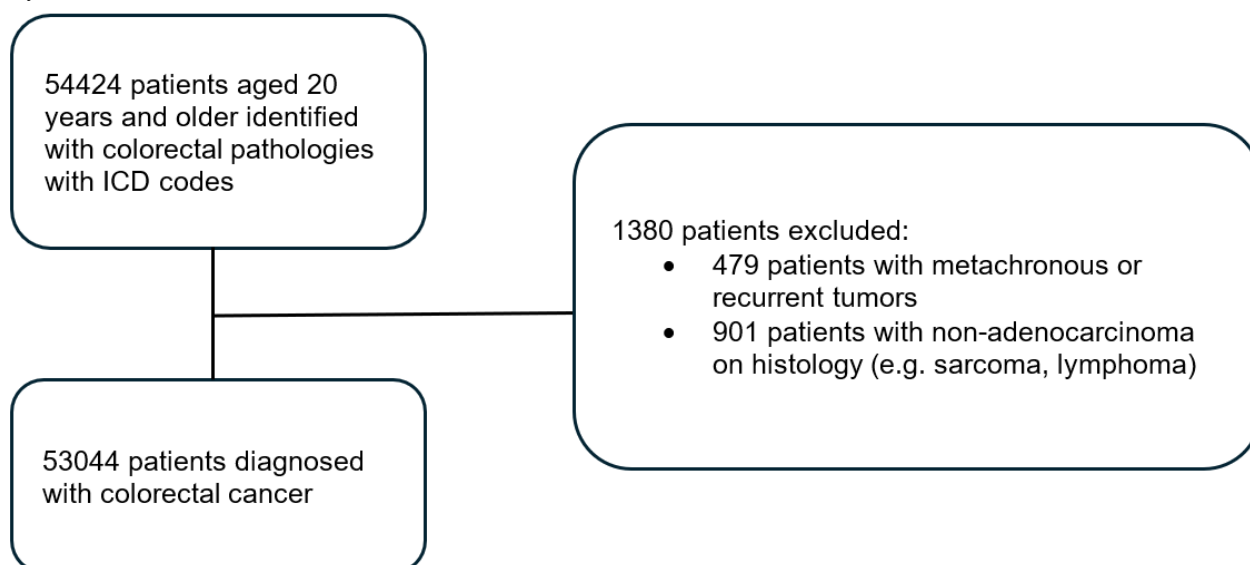 54424 patients aged 20
years and older identified
with colorectal pathologies
with ICD codes
1380 patients excluded:
• 479 patients with metachronous or
recurrent tumors
• 901 patients with non-adenocarcinoma
on histology (e.g. sarcoma, lymphoma)
53044 patients diagnosed
with colorectal cancer